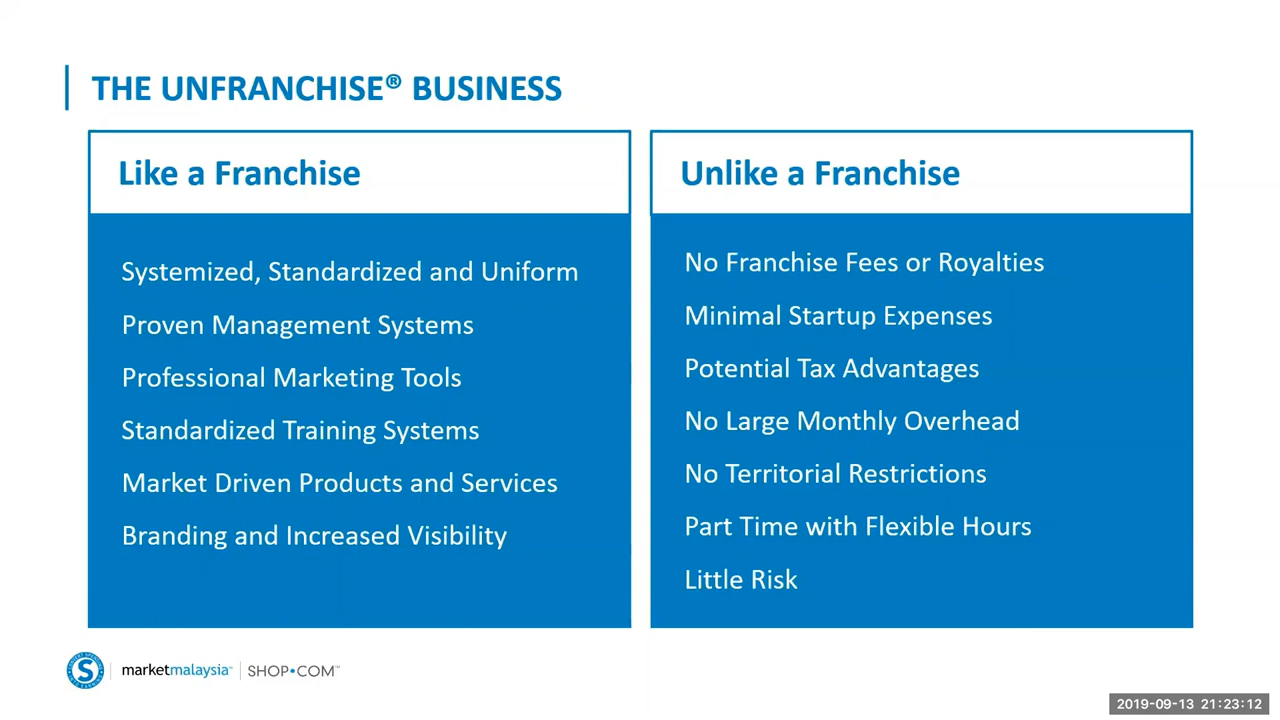 THE UNFRANCHISE® BUSINESS
Like a Franchise
Systemized, Standardized and Uniform
Proven Management Systems
Professional Marketing Tools
Standardized Training Systems
Market Driven Products and Services
Branding and Increased Visibility
Unlike a Franchise
No Franchise Fees or Royalties
Minimal Startup Expenses
Potential Tax Advantages
No Large Monthly Overhead
No Territorial Restrictions
Part Time with Flexible Hours
Little Risk
S
marketmalaysia™
SHOP•COM™
2019-09-13 21:23:12